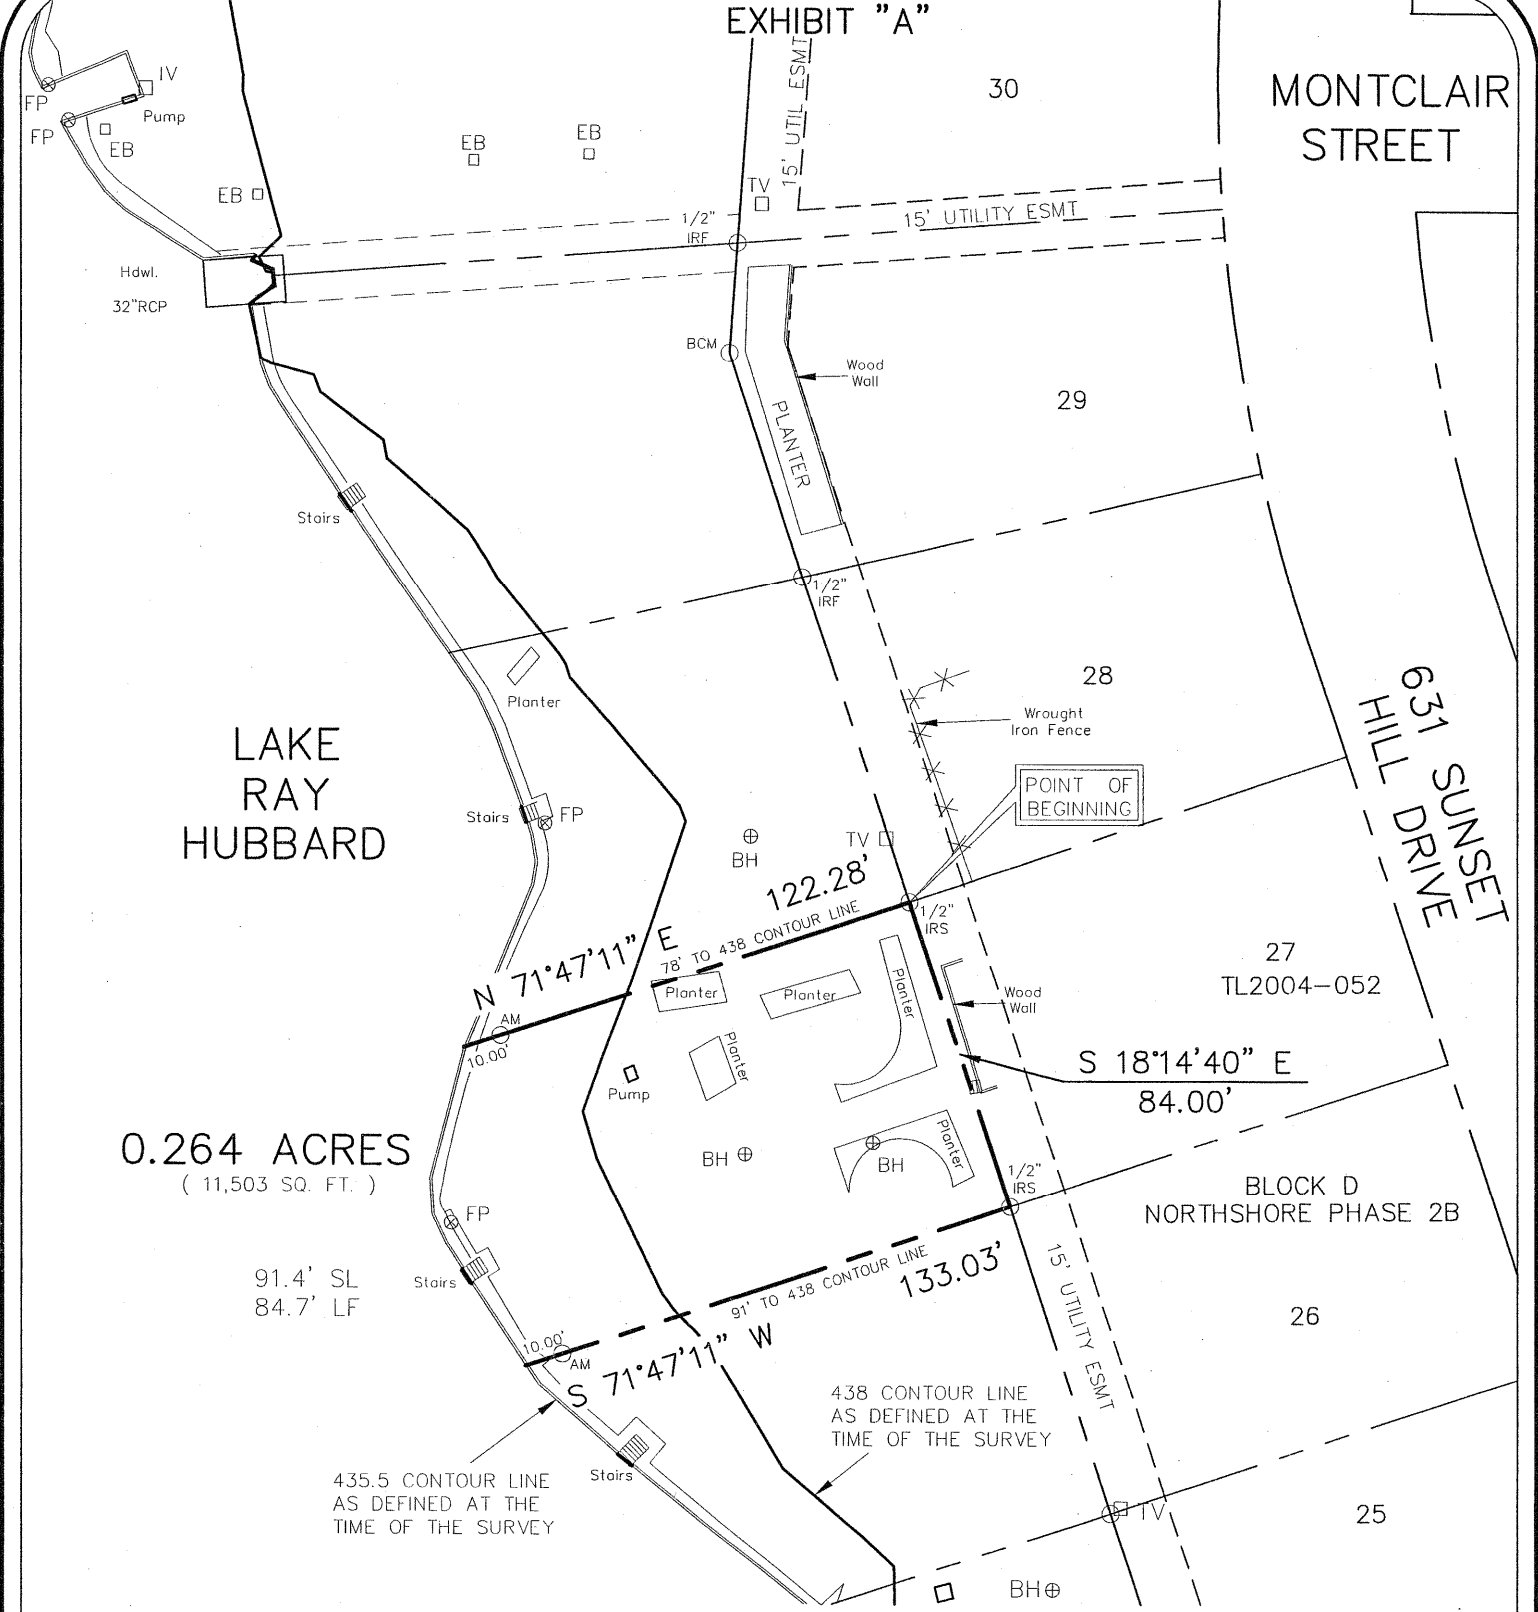 EXHIBIT "A"
MONTCLAIR
STREET
30
15' UTIL ESMT
IV
FP
Pump
FP
EB
EB
EB
EB
TV
1/2"
IRF
15' UTILITY ESMT
Hdwl.
32"RCP
BCM
Wood
Wall
PLANTER
29
Stairs
1/2"
IRF
28
Planter
Wrought
Iron Fence
631 SUNSET
HILL DRIVE
LAKE
RAY
HUBBARD
POINT OF
BEGINNING
Stairs
FP
BH
TV
122.28'
N 71°47'11" E
78' TO 438 CONTOUR LINE
1/2"
IRS
27
TL2004-052
Planter
Planter
Planter
Wood
Wall
AM
10.00'
Planter
Pump
S 18°14'40" E
84.00'
0.264 ACRES
( 11,503 SQ. FT. )
BH
BH
Planter
1/2"
IRS
BLOCK D
NORTHSHORE PHASE 2B
FP
91.4' SL
84.7' LF
Stairs
91' TO 438 CONTOUR LINE
133.03'
S 71°47'11" W
10.00'
AM
15' UTILITY ESMT
26
438 CONTOUR LINE
AS DEFINED AT THE
TIME OF THE SURVEY
435.5 CONTOUR LINE
AS DEFINED AT THE
TIME OF THE SURVEY
Stairs
TV
25
BH